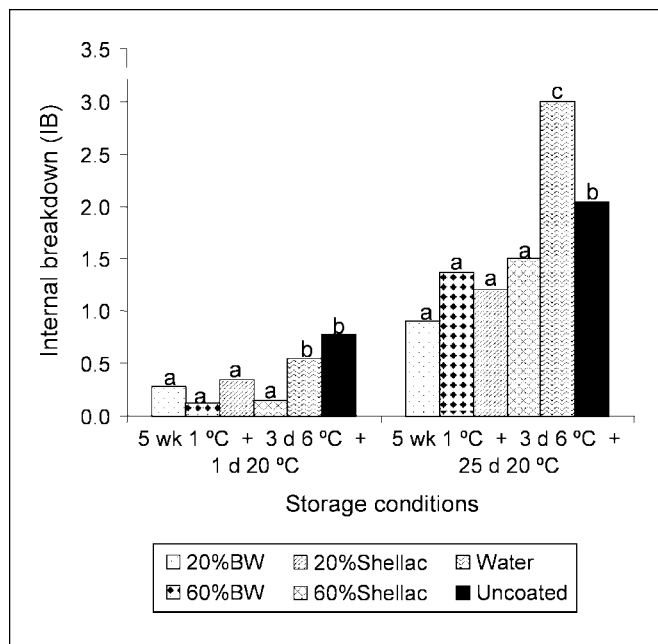 3.5
3.0
2.5
2.0
1.5
1.0
0.5
0.0
Internal breakdown (IB)
a
a
a
a
b
b
a
a
a
a
c
b
5 wk 1 ºC + 3 d 6 ºC +
1 d 20 ºC
5 wk 1 ºC + 3 d 6 ºC +
25 d 20 ºC
Storage conditions
20%BW 20%Shellac Water
60%BW 60%Shellac Uncoated